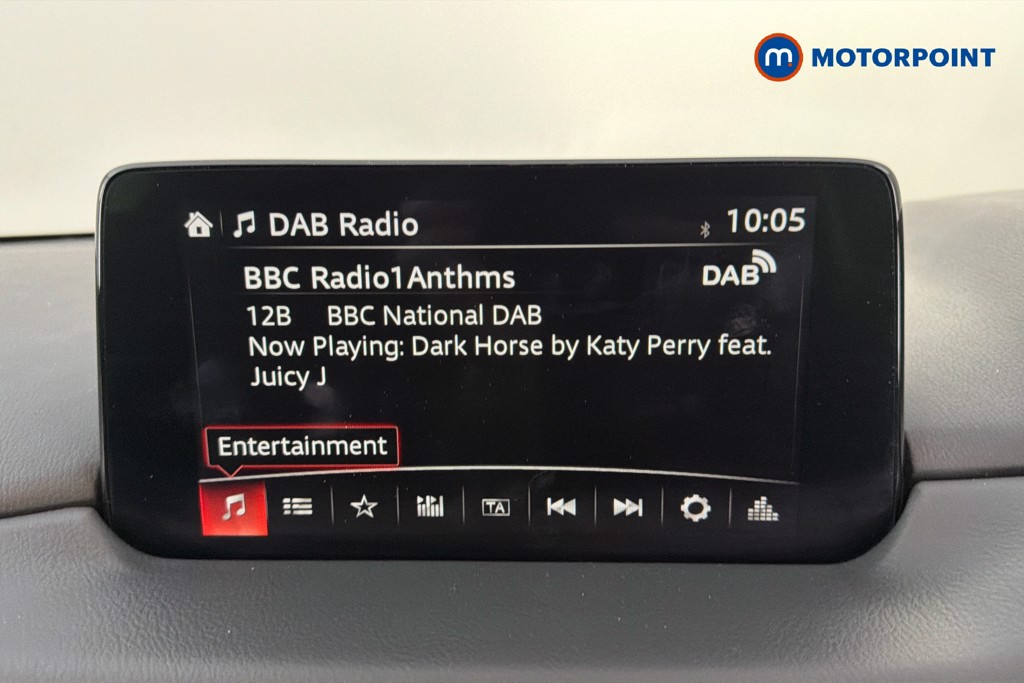 MOTORPOINT
DAB Radio
10:05
BBC Radio1Anthms
DAB
12B BBC National DAB
Now Playing: Dark Horse by Katy Perry feat.
Juicy J
Entertainment
TA